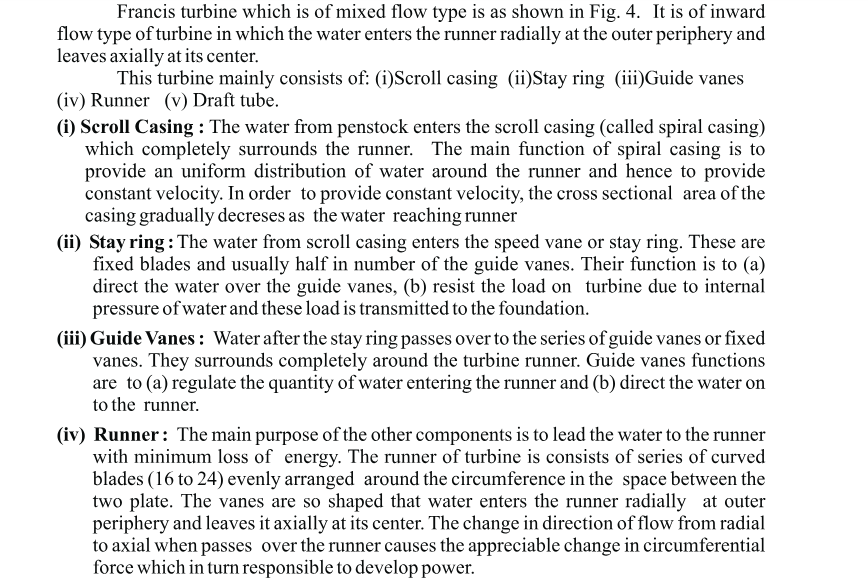 Francis turbine which is of mixed flow type is as shown in Fig. 4. It is of inward
flow type of turbine in which the water enters the runner radially at the outer periphery and
leaves axially at its center.
This turbine mainly consists of: (i)Scroll casing (ii)Stay ring (iii)Guide vanes
(iv) Runner (v) Draft tube.
(i) Scroll Casing : The water from penstock enters the scroll casing (called spiral casing)
which completely surrounds the runner. The main function of spiral casing is to
provide an uniform distribution of water around the runner and hence to provide
constant velocity. In order to provide constant velocity, the cross sectional area of the
casing gradually decreses as the water reaching runner
(ii) Stay ring : The water from scroll casing enters the speed vane or stay ring. These are
fixed blades and usually half in number of the guide vanes. Their function is to (a)
direct the water over the guide vanes, (b) resist the load on turbine due to internal
pressure of water and these load is transmitted to the foundation.
(iii) Guide Vanes : Water after the stay ring passes over to the series of guide vanes or fixed
vanes. They surrounds completely around the turbine runner. Guide vanes functions
are to (a) regulate the quantity of water entering the runner and (b) direct the water on
to the runner.
(iv) Runner : The main purpose of the other components is to lead the water to the runner
with minimum loss of energy. The runner of turbine is consists of series of curved
blades (16 to 24) evenly arranged around the circumference in the space between the
two plate. The vanes are so shaped that water enters the runner radially at outer
periphery and leaves it axially at its center. The change in direction of flow from radial
to axial when passes over the runner causes the appreciable change in circumferential
force which in turn responsible to develop power.